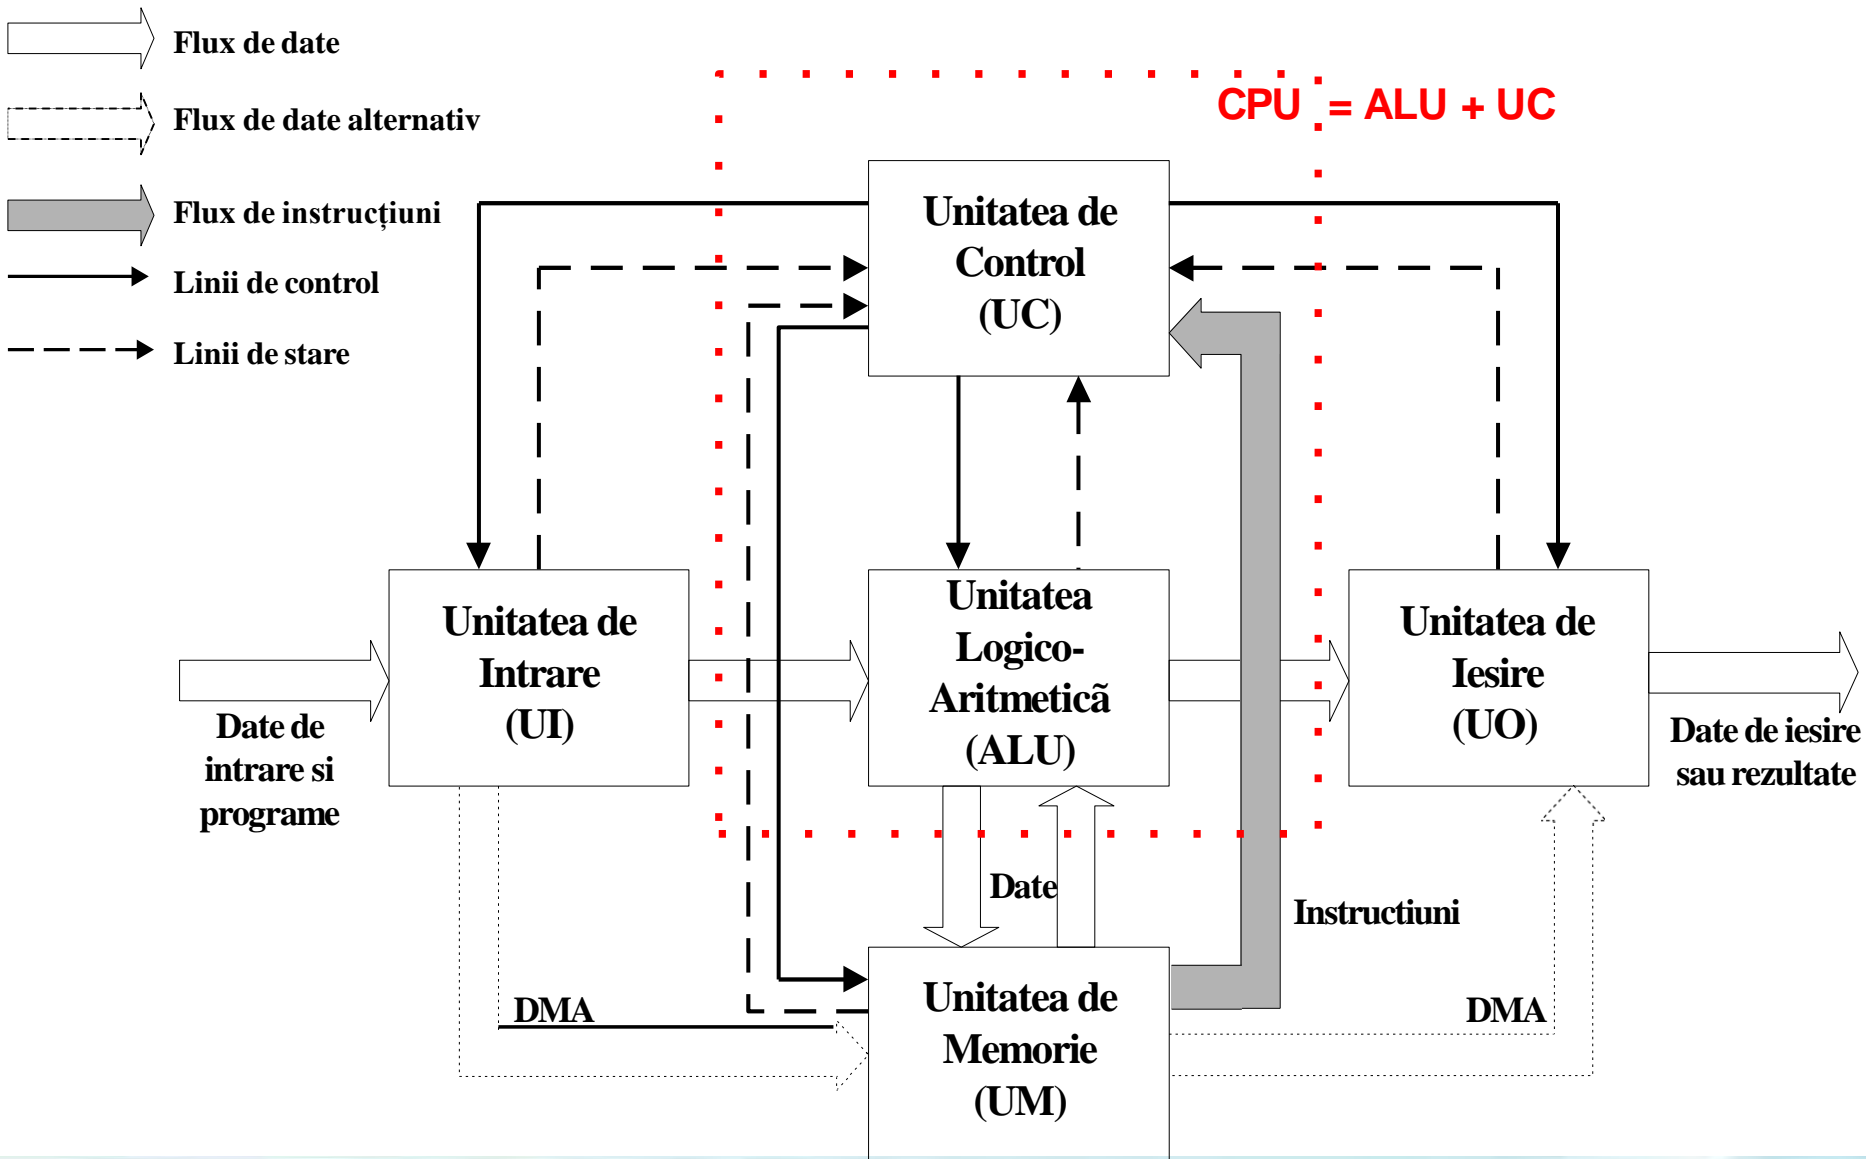 Flux de date
Flux de date alternativ
Flux de instrucțiuni
Linii de control
Linii de stare
CPU = ALU + UC
Unitatea de
Control
(UC)
Unitatea de
Intrare
(UI)
Unitatea
Logico-
Aritmeticã
(ALU)
Unitatea de
Iesire
(UO)
Date de
intrare si
programe
Date de iesire
sau rezultate
Date
Instructiuni
DMA
Unitatea de
Memorie
(UM)
DMA